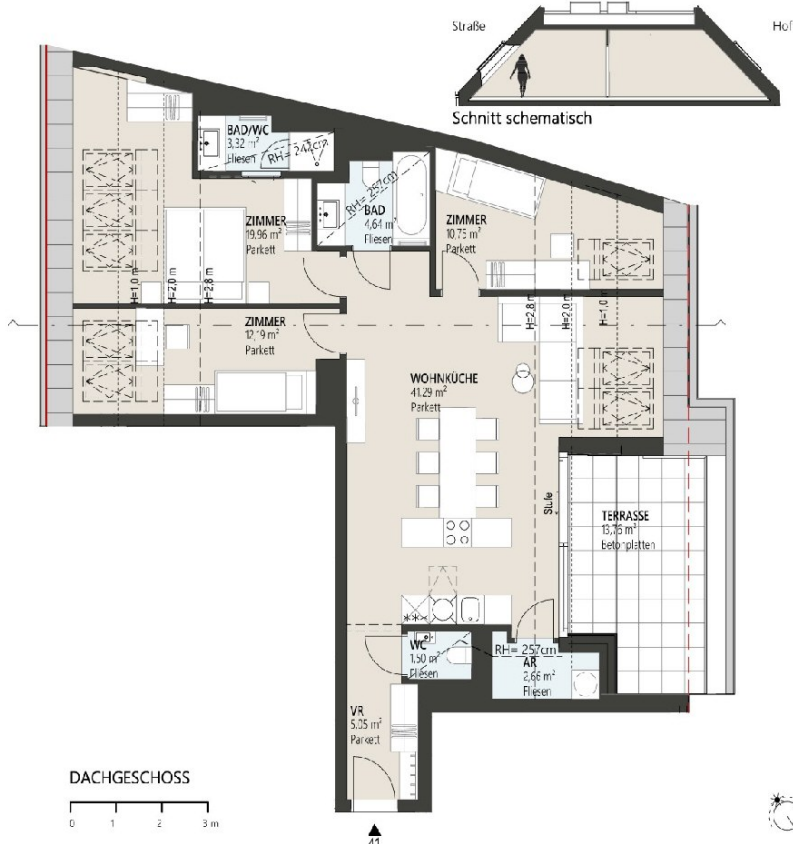 Straße
Hof
Schnitt schematisch
BAD/WC
3,32 m²
Fliesen
RH= 242cm
RH= 257cm
BAD
4,64 m²
Fliesen
ZIMMER
19,96 m²
Parkett
ZIMMER
10,75 m²
Parkett
H=1,0 m
H=2,0 m
H=2,8 m
H=2,8 m
H=2,0 m
H=1,0 m
ZIMMER
12,19 m²
Parkett
WOHNKÜCHE
41,29 m²
Parkett
Stufe
TERRASSE
13,76 m²
Betonplatten
WC
1,50 m²
Fliesen
RH= 257cm
AR
2,66 m²
Fliesen
VR
5,05 m²
Parkett
DACHGESCHOSS
0 1 2 3 m
41